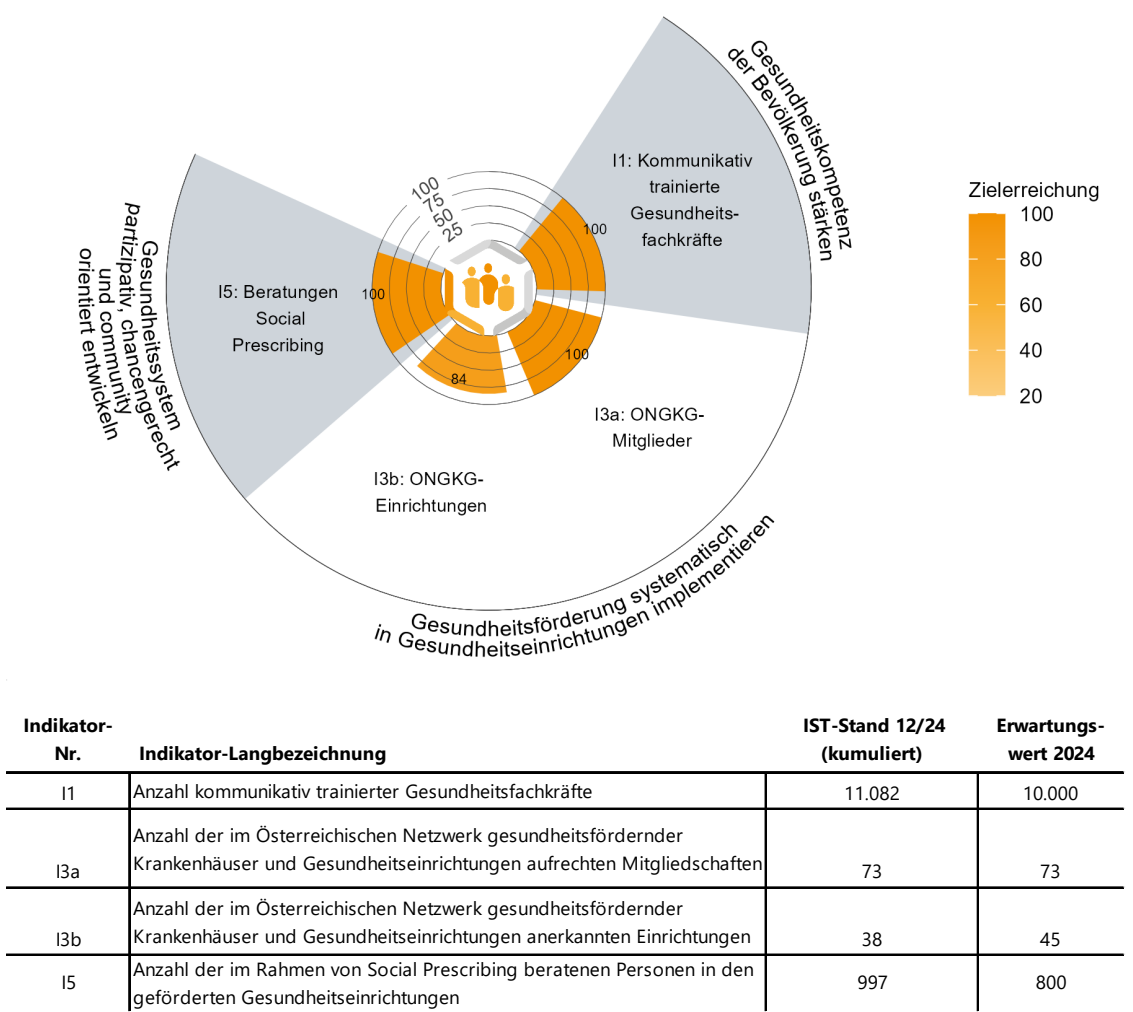 Gesundheitskompetenz
der Bevölkerung stärken
I1: Kommunikativ
trainierte
Gesundheits-
fachkräfte
100
75
50
25
100
Zielerreichung
100
80
60
40
20
Gesundheitssystem
partizipativ, chancengerecht
und community
orientiert entwickeln
I5: Beratungen
Social
Prescribing
100
100
84
I3a: ONGKG-
Mitglieder
I3b: ONGKG-
Einrichtungen
Gesundheitsförderung systematisch
in Gesundheitseinrichtungen implementieren
Indikator-
Nr.
Indikator-Langbezeichnung
IST-Stand 12/24
(kumuliert)
Erwartungs-
wert 2024
I1 Anzahl kommunikativ trainierter Gesundheitsfachkräfte 11.082 10.000
Anzahl der im Österreichischen Netzwerk gesundheitsfördernder
I3a Krankenhäuser und Gesundheitseinrichtungen aufrechten Mitgliedschaften 73 73
Anzahl der im Österreichischen Netzwerk gesundheitsfördernder
I3b Krankenhäuser und Gesundheitseinrichtungen anerkannten Einrichtungen 38 45
I5 Anzahl der im Rahmen von Social Prescribing beratenen Personen in den
geförderten Gesundheitseinrichtungen 997 800